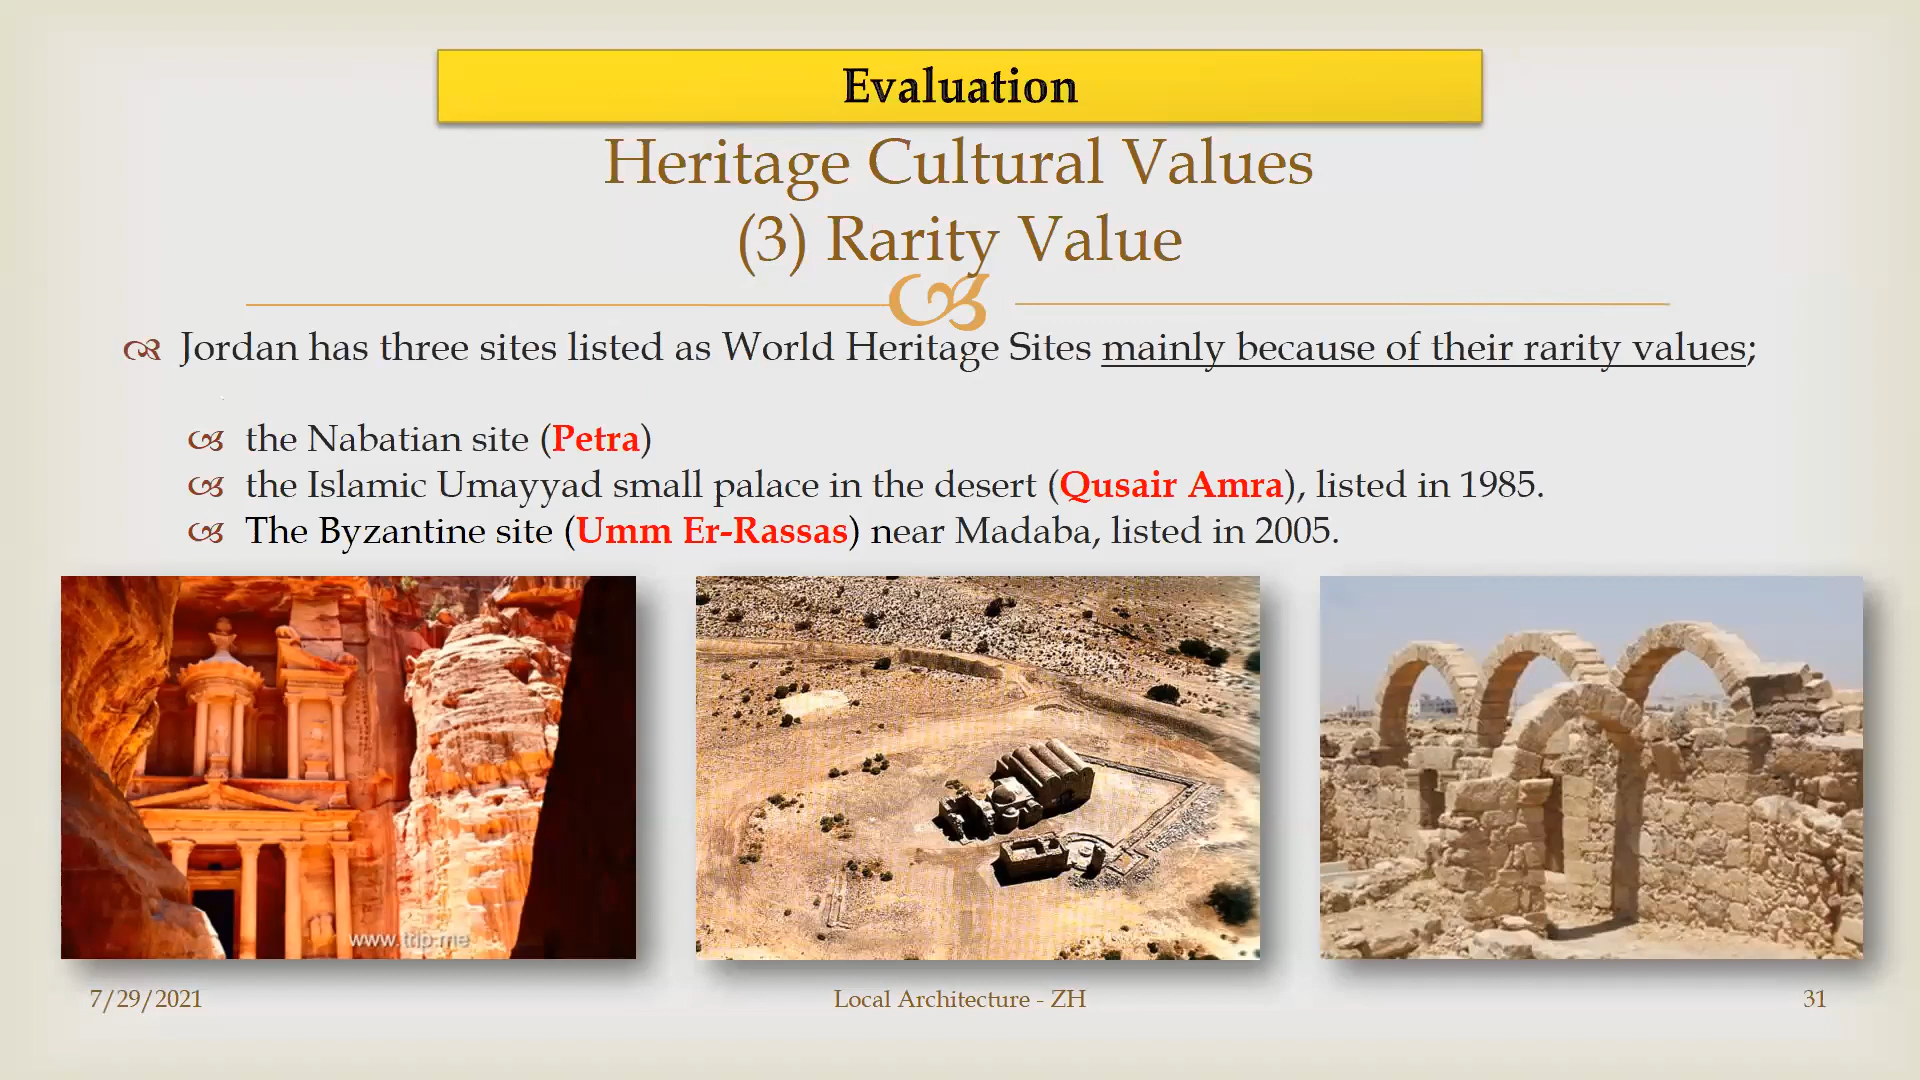 Evaluation
Heritage Cultural Values
(3) Rarity Value
Jordan has three sites listed as World Heritage Sites mainly because of their rarity values;
the Nabatian site (Petra)
the Islamic Umayyad small palace in the desert (Qusair Amra), listed in 1985.
The Byzantine site (Umm Er-Rassas) near Madaba, listed in 2005.
www.trip.me
7/29/2021
Local Architecture - ZH
31